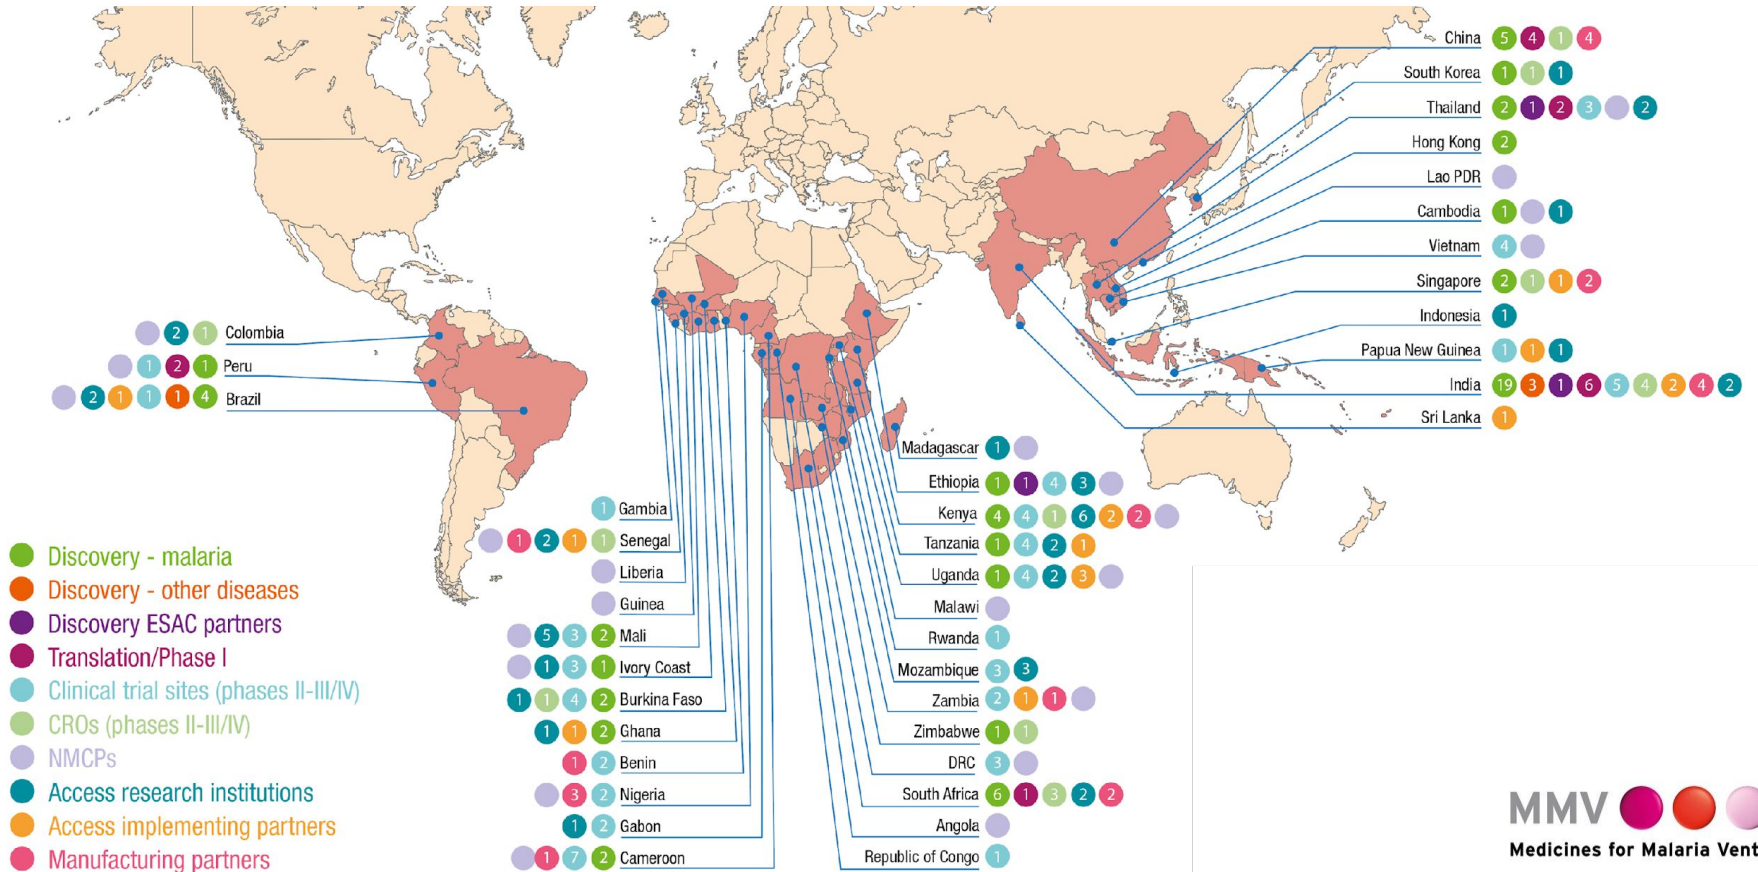 China 5 4 1 4
South Korea 1 1 1
Thailand 2 1 2 3 2
Hong Kong 2
Lao PDR
Cambodia 1 1
Vietnam 4
Singapore 2 1 1 2
Indonesia 1
Papua New Guinea 1 1 1
India 19 3 1 6 5 4 2 4 2
Sri Lanka 1
2 1 Colombia
1 2 1 Peru
2 1 1 1 4 Brazil
Madagascar 1
Ethiopia 1 1 4 3
Kenya 4 4 1 6 2 2
Tanzania 1 4 2 1
Uganda 1 4 2 3
Malawi
Rwanda 1
Mozambique 3 3
Zambia 2 1 1
Zimbabwe 1 1
DRC 3
South Africa 6 1 3 2 2
Angola
Republic of Congo 1
1 Gambia
1 2 1 1 Senegal
Liberia
Guinea
5 3 2 Mali
1 3 1 Ivory Coast
1 1 4 2 Burkina Faso
1 1 2 Ghana
1 2 Benin
3 2 Nigeria
1 2 Gabon
1 7 2 Cameroon
Discovery - malaria
Discovery - other diseases
Discovery ESAC partners
Translation/Phase I
Clinical trial sites (phases II-III/IV)
CROs (phases II-III/IV)
NMCPs
Access research institutions
Access implementing partners
Manufacturing partners
MMV
Medicines for Malaria Vent